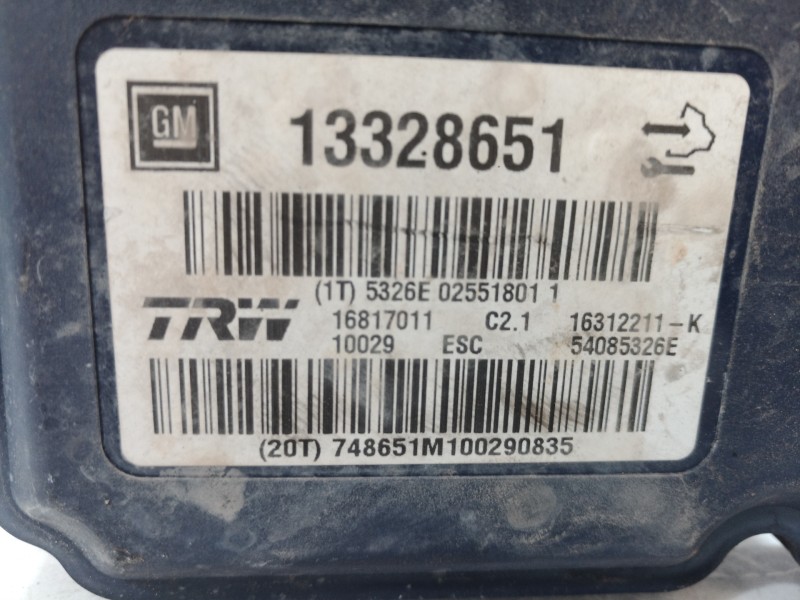 GM 13328651
(1T) 5326E 02551801 1
TRW
16817011 C2.1 16312211-K
10029 ESC 54085326E
(20T) 748651M100290835